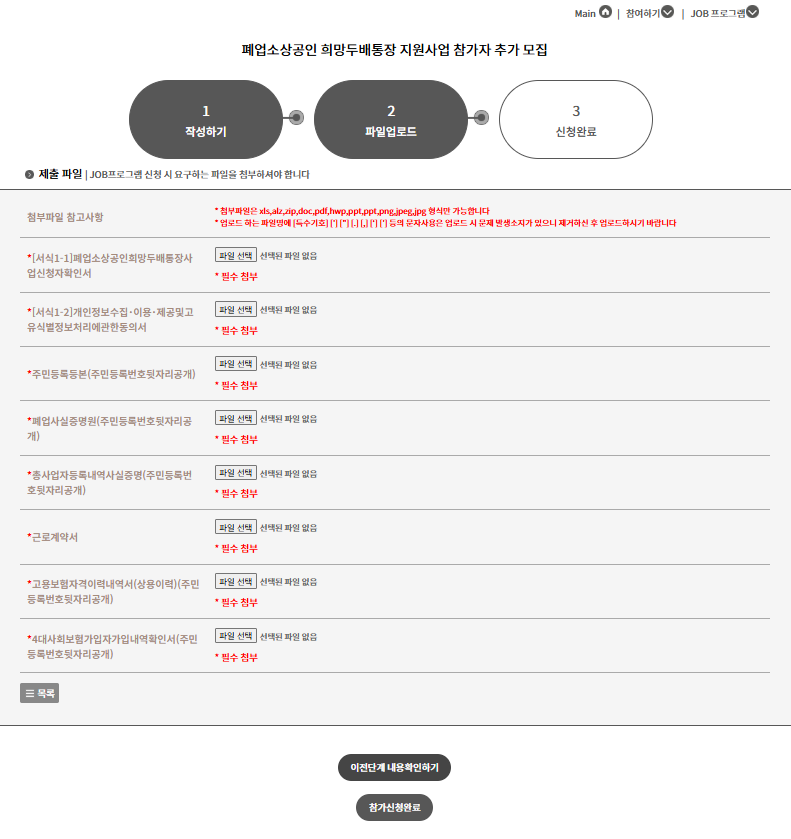 Main | 참여하기 | JOB 프로그램
폐업소상공인 희망두배통장 지원사업 참가자 추가 모집
1
작성하기
2
파일업로드
3
신청완료
제출 파일 | JOB프로그램 신청 시 요구하는 파일을 첨부하셔야 합니다
첨부파일 참고사항
* 첨부파일은 xls,alz,zip,doc,pdf,hwp,ppt,ppt,png,jpeg,jpg 형식만 가능합니다
* 업로드 하는 파일명에 [특수기호] ['] ["] [.] [,] ['] ['] 등의 문자사용은 업로드 시 문제 발생소지가 있으니 제거하신 후 업로드하시기 바랍니다
*[서식1-1]폐업소상공인희망두배통장사
업신청자확인서
파일 선택 선택된 파일 없음
* 필수 첨부
*[서식1-2]개인정보수집·이용·제공및고
유식별정보처리에관한동의서
파일 선택 선택된 파일 없음
* 필수 첨부
*주민등록등본(주민등록번호뒷자리공개)
파일 선택 선택된 파일 없음
* 필수 첨부
*폐업사실증명원(주민등록번호뒷자리공
개)
파일 선택 선택된 파일 없음
* 필수 첨부
*총사업자등록내역사실증명(주민등록번
호뒷자리공개)
파일 선택 선택된 파일 없음
* 필수 첨부
*근로계약서
파일 선택 선택된 파일 없음
* 필수 첨부
*고용보험자격이력내역서(상용이력)(주민
등록번호뒷자리공개)
파일 선택 선택된 파일 없음
* 필수 첨부
*4대사회보험가입자가입내역확인서(주민
등록번호뒷자리공개)
파일 선택 선택된 파일 없음
* 필수 첨부
목록
이전단계 내용확인하기
참가신청완료